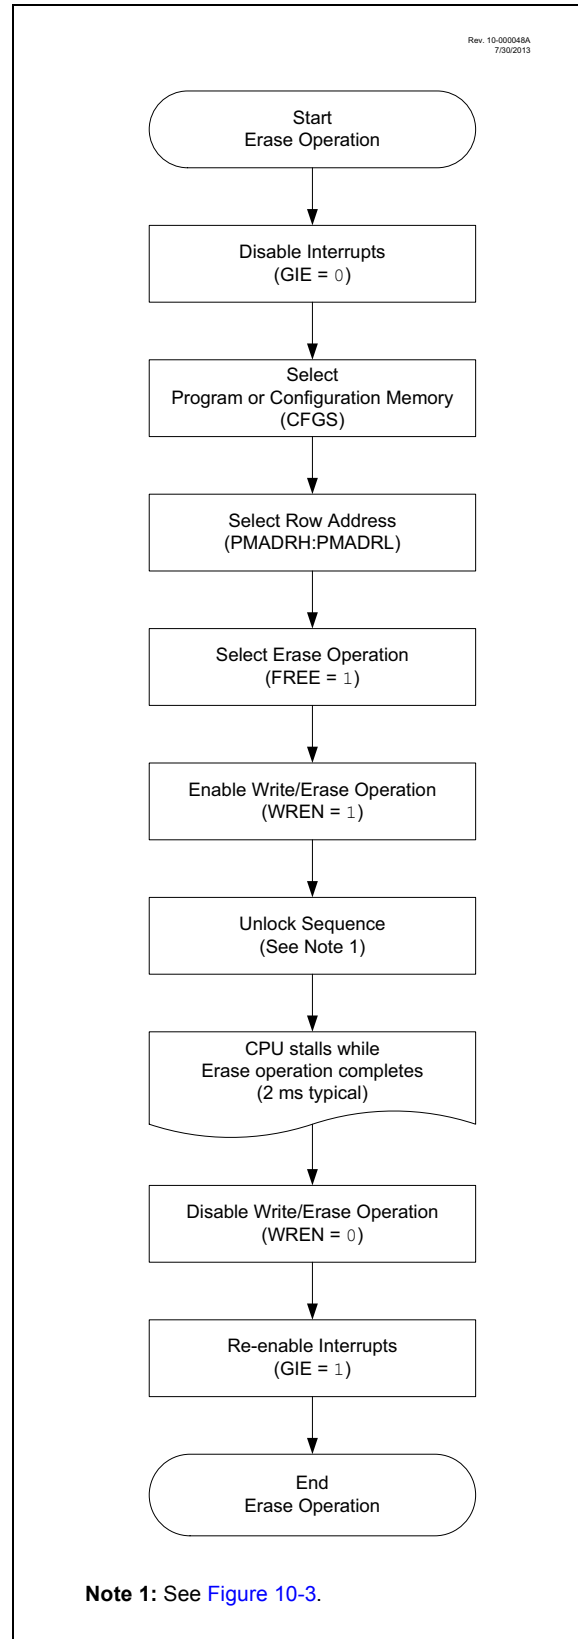 Rev. 10-000048A
7/30/2013
Start
Erase Operation
Disable Interrupts
(GIE = 0)
Select
Program or Configuration Memory
(CFGS)
Select Row Address
(PMADRH:PMADRL)
Select Erase Operation
(FREE = 1)
Enable Write/Erase Operation
(WREN = 1)
Unlock Sequence
(See Note 1)
CPU stalls while
Erase operation completes
(2 ms typical)
Disable Write/Erase Operation
(WREN = 0)
Re-enable Interrupts
(GIE = 1)
End
Erase Operation
Note 1: See Figure 10-3.